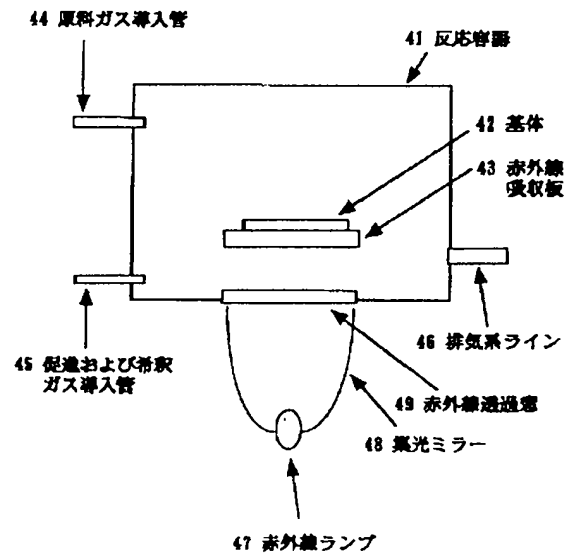 44 原料ガス導入管
41 反応容器
42 基体
43 赤外線
吸収板
46 排気系ライン
45 促進および希釈
ガス導入管
49 赤外線透過窓
48 集光ミラー
47 赤外線ランプ